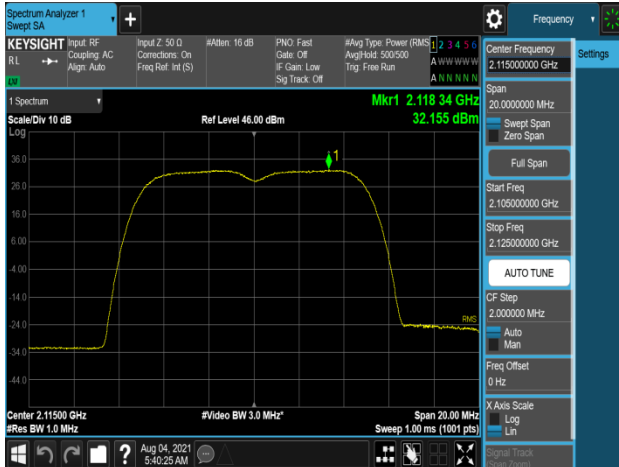 Spectrum Analyzer 1
Swept SA
+
Frequency
Settings
KEYSIGHT
RL
LV
Input: RF
Coupling: AC
Align: Auto
Input Z: 50 Ω
Corrections: On
Freq Ref: Int (S)
#Atten: 16 dB
PNO: Fast
Gate: Off
IF Gain: Low
Sig Track: Off
#Avg Type: Power (RMS
Avg|Hold: 500/500
Trig: Free Run
1 2 3 4 5 6
A W W W W W
A N N N N N
1 Spectrum
Scale/Div 10 dB
Ref Level 46.00 dBm
Mkr1 2.118 34 GHz
32.155 dBm
Log
36.0
26.0
16.0
6.00
-4.00
-14.0
-24.0
-34.0
-44.0
1
RMS
Center 2.11500 GHz
#Res BW 1.0 MHz
#Video BW 3.0 MHz*
Span 20.00 MHz
Sweep 1.00 ms (1001 pts)
Aug 04, 2021
5:40:25 AM
?
Center Frequency
2.115000000 GHz
Span
20.0000000 MHz
Swept Span
Zero Span
Full Span
Start Freq
2.105000000 GHz
Stop Freq
2.125000000 GHz
AUTO TUNE
CF Step
2.000000 MHz
Auto
Man
Freq Offset
0 Hz
X Axis Scale
Log
Lin
Signal Track
(Span Zoom)